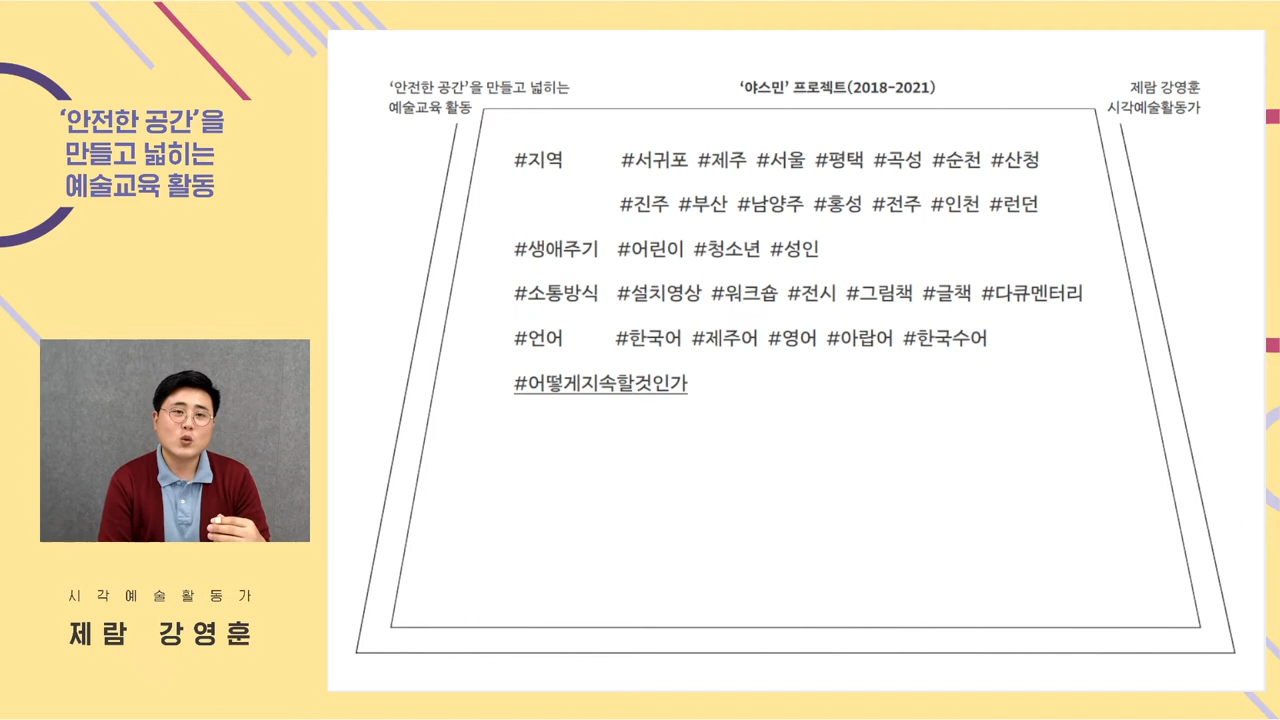 ‘안전한 공간’을
만들고 넓히는
예술교육 활동
시각예술활동가
제람 강영훈
‘안전한 공간’을 만들고 넓히는
예술교육 활동
‘야스민’ 프로젝트(2018-2021)
제람 강영훈
시각예술활동가
#지역 #서귀포 #제주 #서울 #평택 #곡성 #순천 #산청
#진주 #부산 #남양주 #홍성 #전주 #인천 #런던
#생애주기 #어린이 #청소년 #성인
#소통방식 #설치영상 #워크숍 #전시 #그림책 #글책 #다큐멘터리
#언어 #한국어 #제주어 #영어 #아랍어 #한국수어
#어떻게지속할것인가